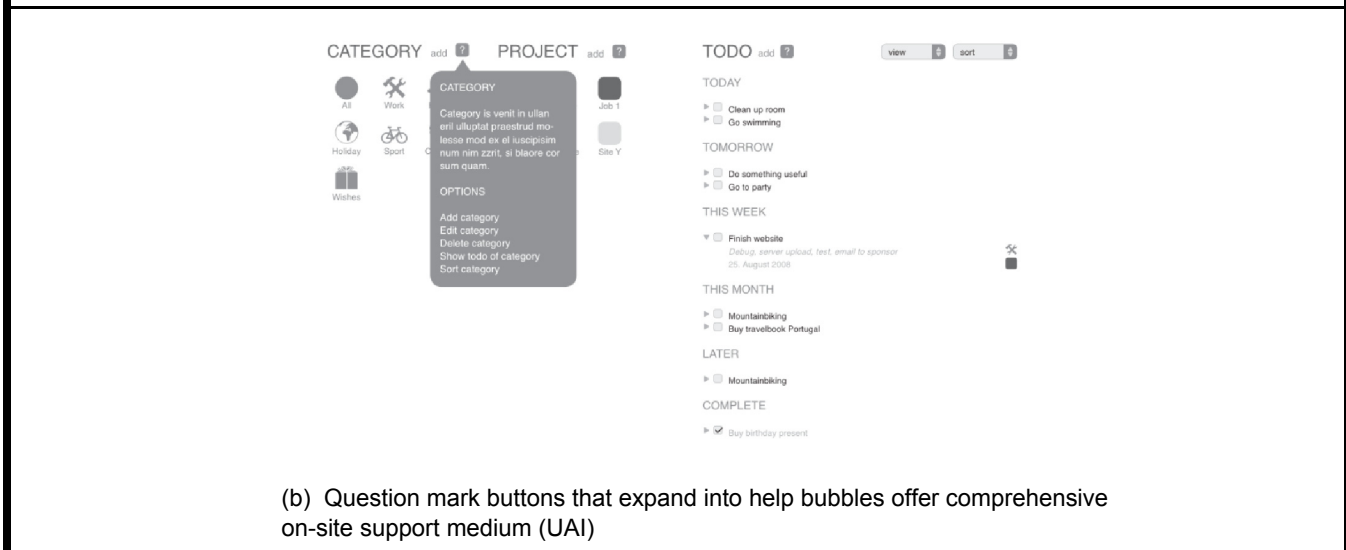 CATEGORY add ? PROJECT add ?
All
Work
Job 1
Holiday
Sport
Site Y
Wishes
CATEGORY
Category is venit in ullan
eril ulluptat praestrud mo-
lesse mod ex el iuscipisim
num nim zzrit, si blaore cor
sum quam.
OPTIONS
Add category
Edit category
Delete category
Show todo of category
Sort category
TODO add ? view sort
TODAY
Clean up room
Go swimming
TOMORROW
Do something useful
Go to party
THIS WEEK
Finish website
Debug, server upload, test, email to sponsor
25. August 2008
THIS MONTH
Mountainbiking
Buy travelbook Portugal
LATER
Mountainbiking
COMPLETE
Buy birthday present
(b) Question mark buttons that expand into help bubbles offer comprehensive
on-site support medium (UAI)